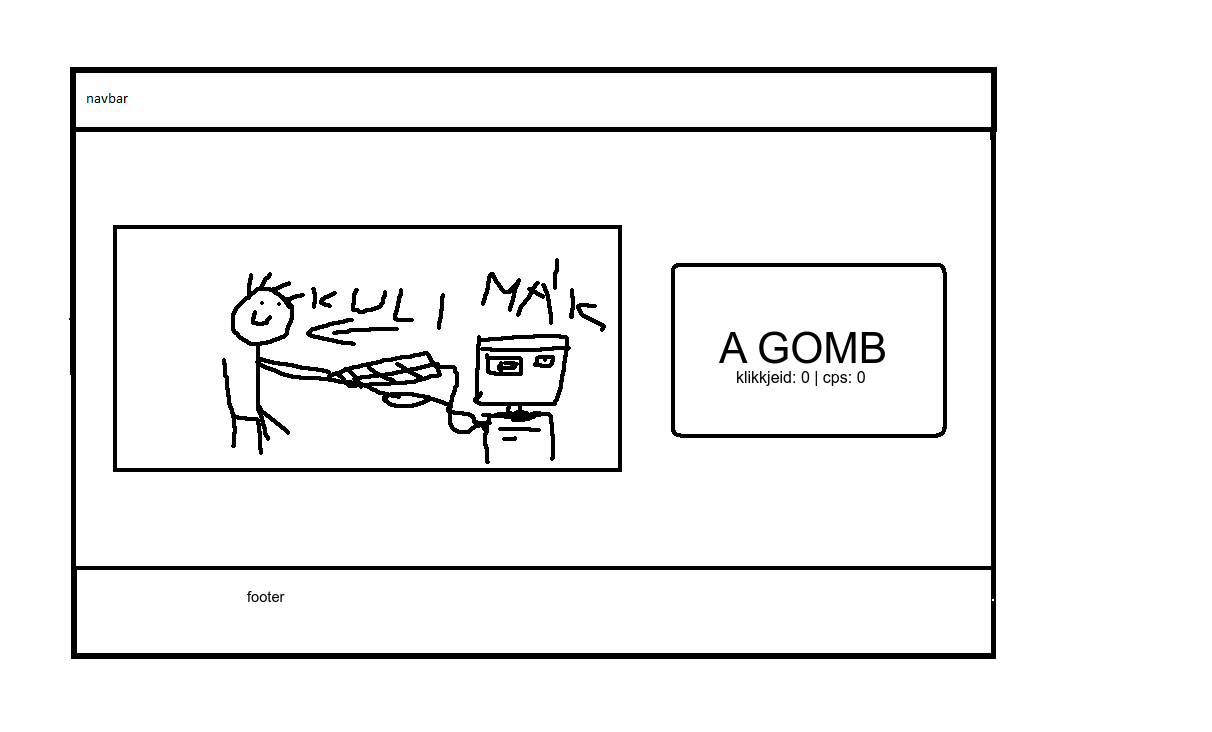 navbar
KULI MÁK
A GOMB
klikkjeid: 0 | cps: 0
footer